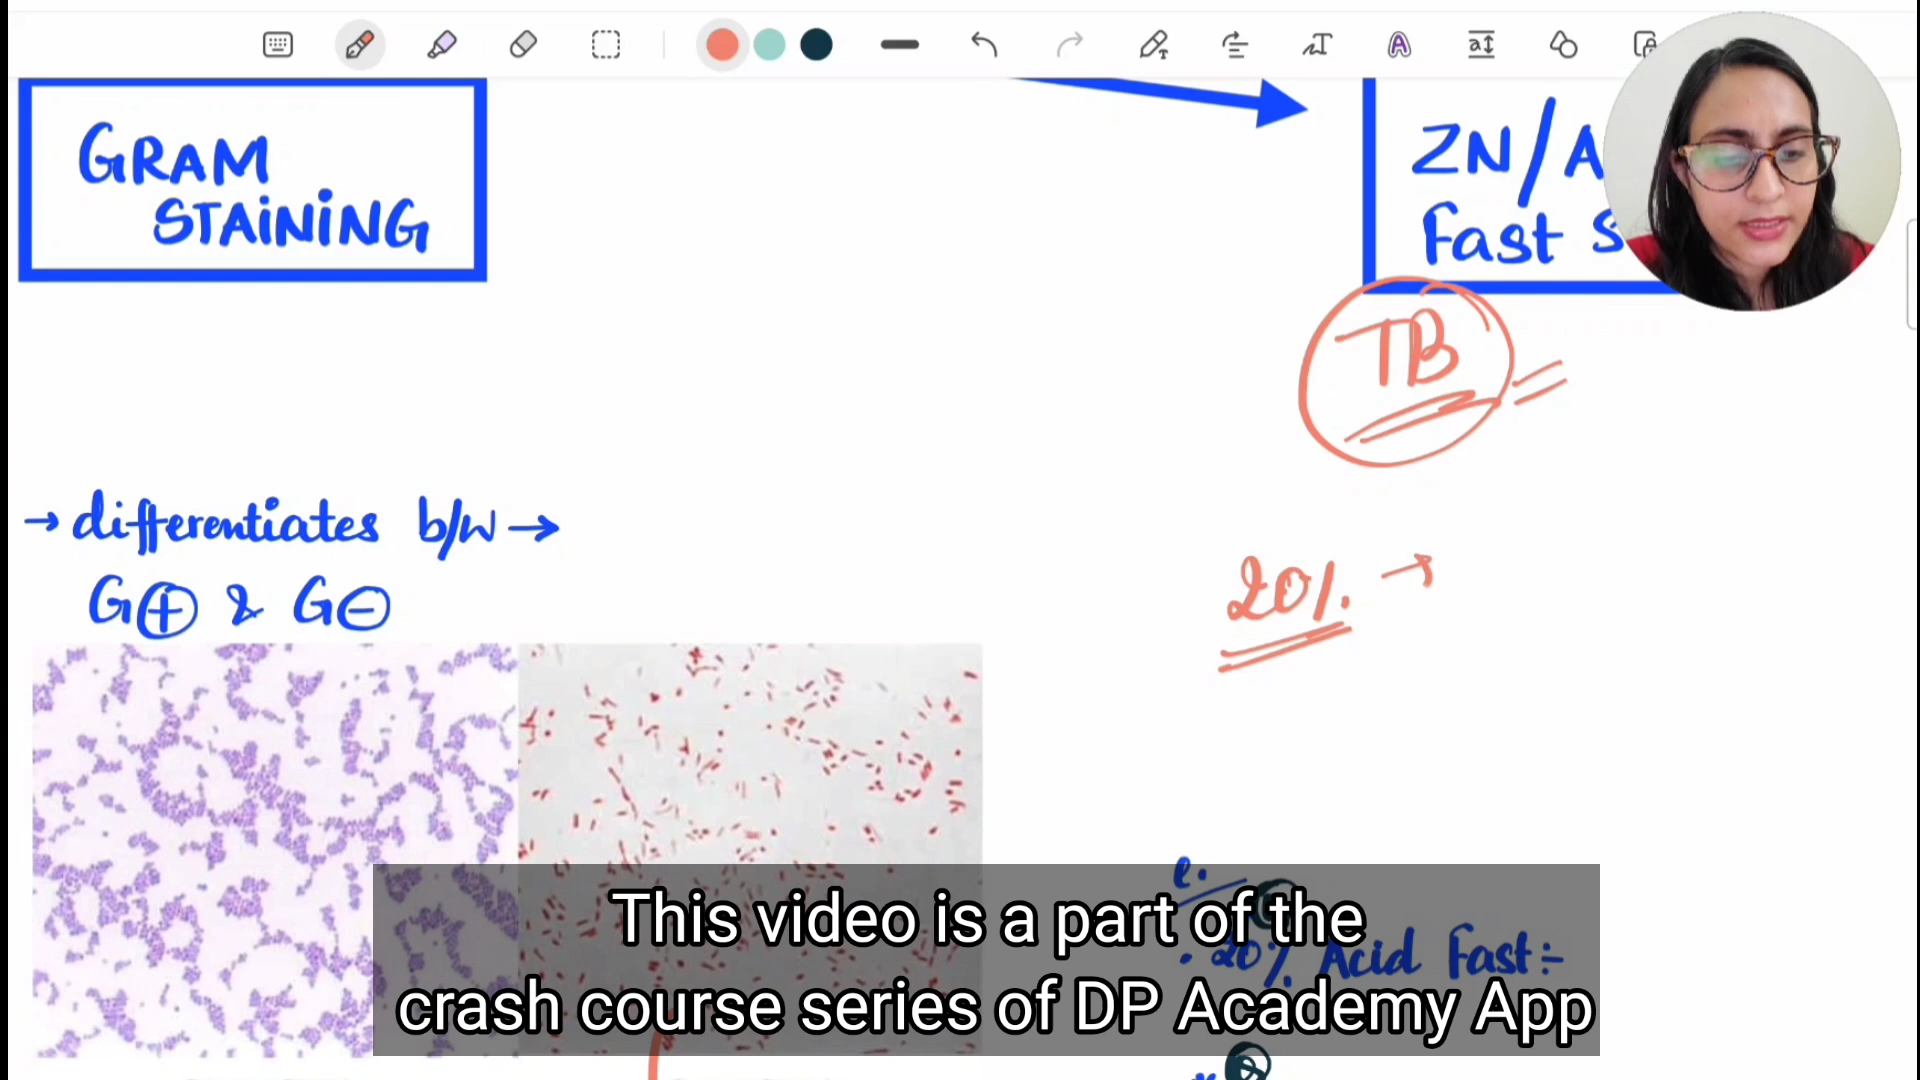 GRAM
STAINING
ZN/A
Fast S
TB
→ differentiates b/w →
G⊕ & G⊖
20% →
e.
• 20% Acid Fast:-
This video is a part of the
crash course series of DP Academy App